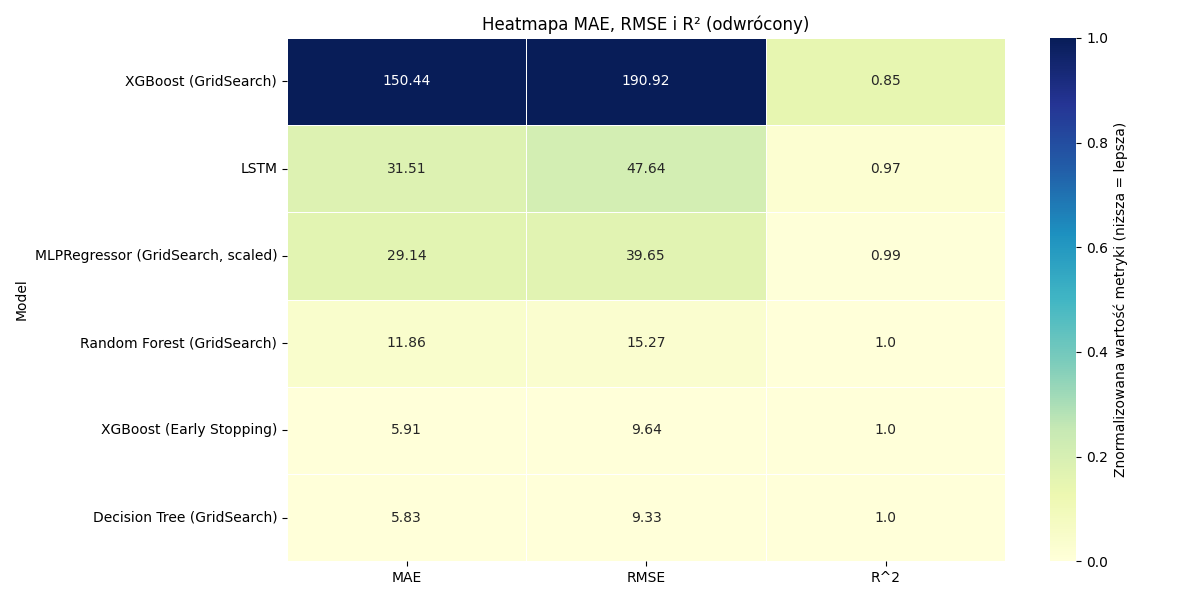 Heatmapa MAE, RMSE i R² (odwrócony)
XGBoost (GridSearch) 150.44 190.92 0.85
LSTM 31.51 47.64 0.97
MLPRegressor (GridSearch, scaled) 29.14 39.65 0.99
Random Forest (GridSearch) 11.86 15.27 1.0
XGBoost (Early Stopping) 5.91 9.64 1.0
Decision Tree (GridSearch) 5.83 9.33 1.0
MAE RMSE R^2
Model
1.0
0.8
0.6
0.4
0.2
0.0
Znormalizowana wartość metryki (niższa = lepsza)